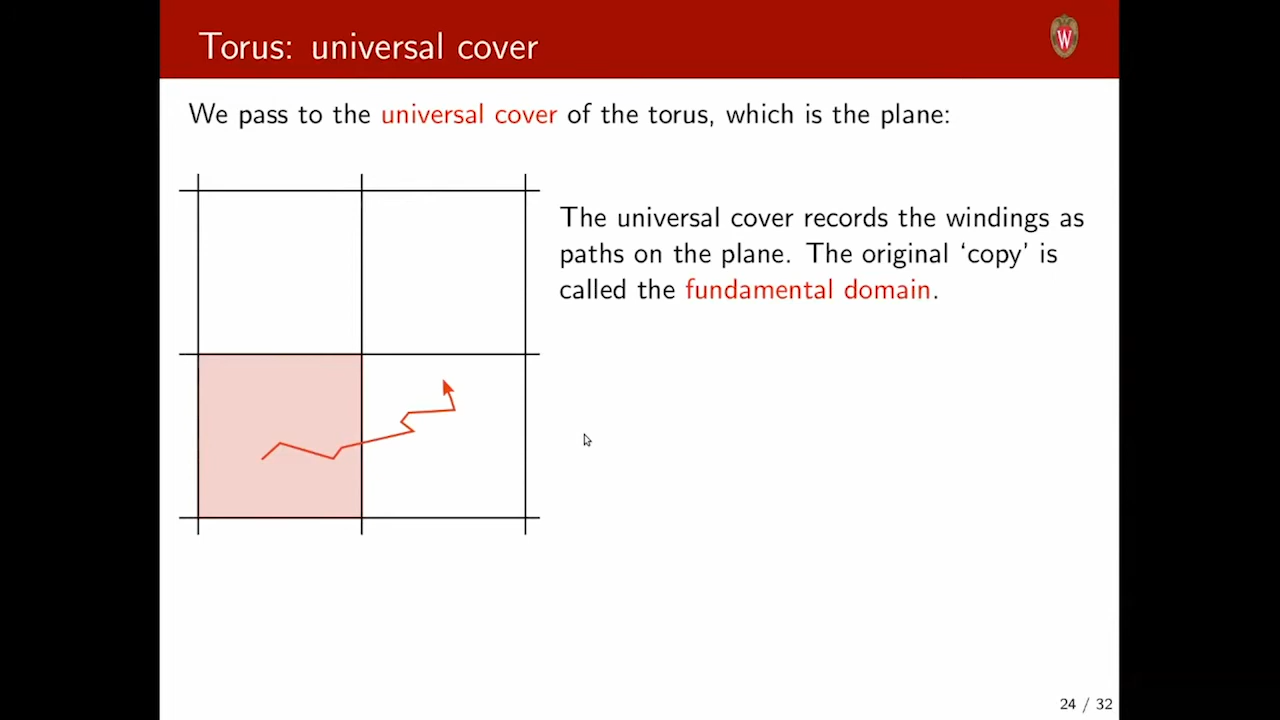 Torus: universal cover
W
We pass to the universal cover of the torus, which is the plane:
The universal cover records the windings as
paths on the plane. The original ‘copy’ is
called the fundamental domain.
24 / 32